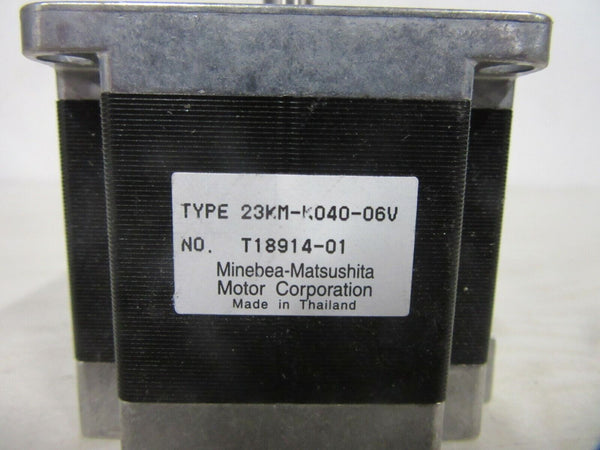 TYPE 23KM-K040-06V
NO. T18914-01
Minebea-Matsushita
Motor Corporation
Made in Thailand